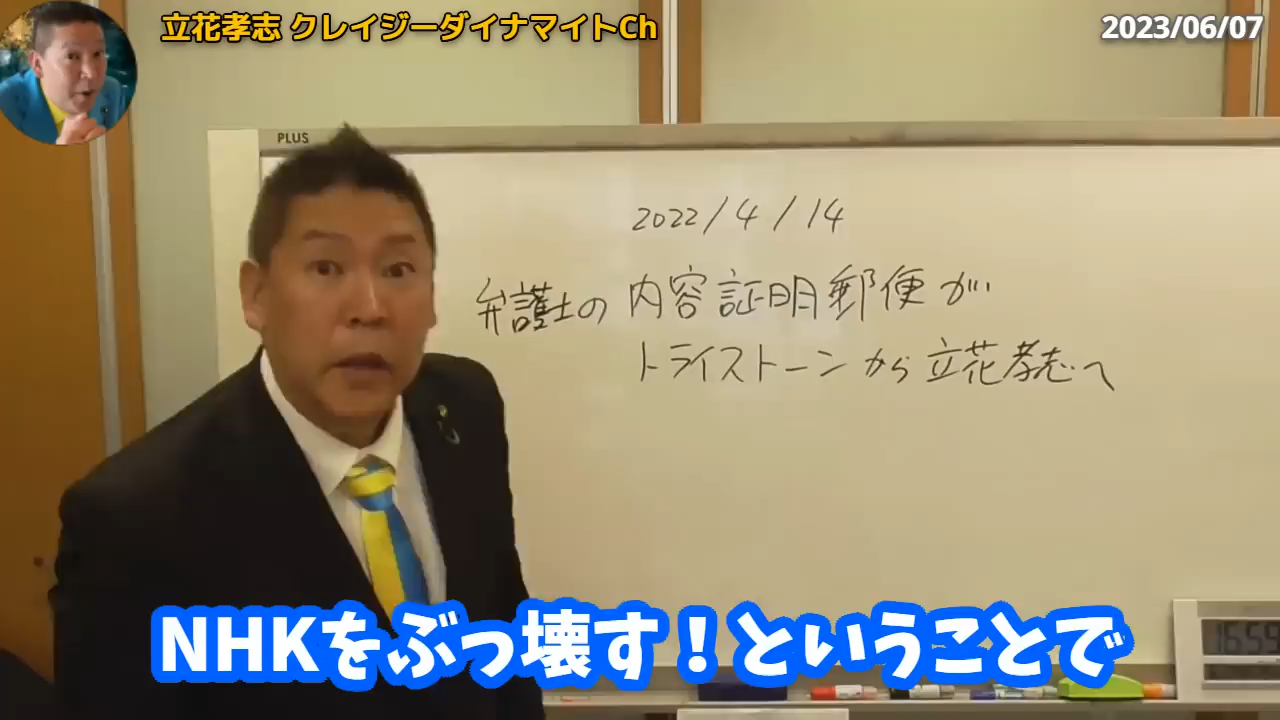 立花孝志 クレイジーダイナマイトCh
2023/06/07
PLUS
2022/4/14
弁護士の 内容証明郵便が
トライストーンから立花孝志へ
NHKをぶっ壊す！ということで
16:59